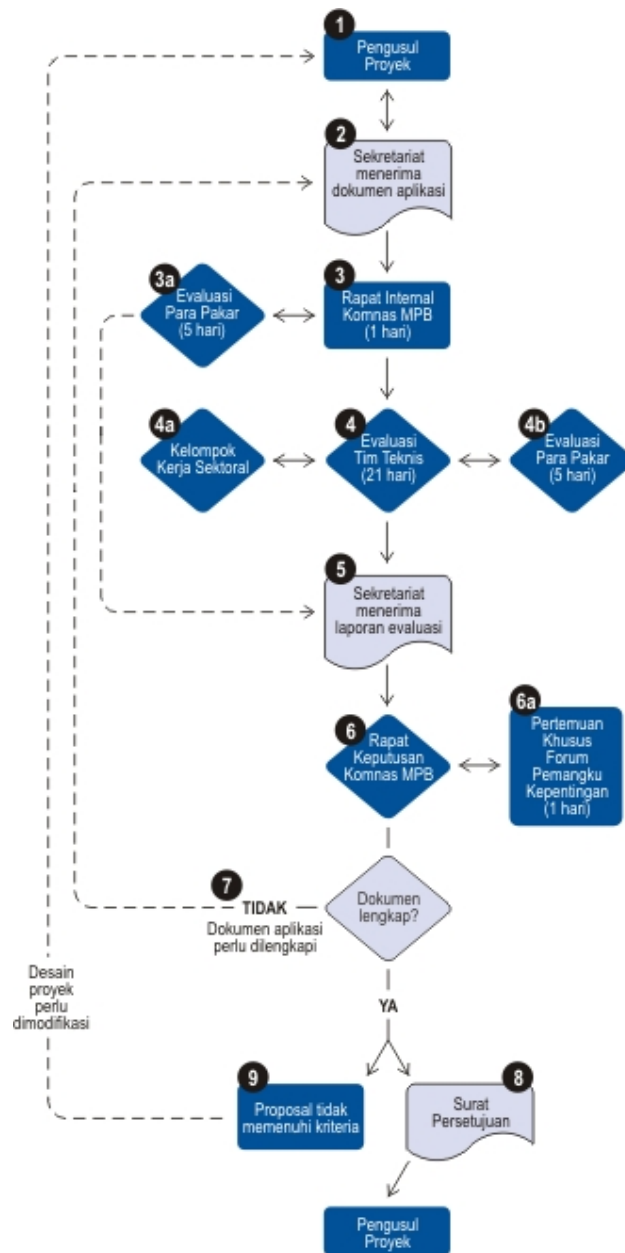 1
Pengusul
Proyek
2
Sekretariat
menerima
dokumen aplikasi
3a
Evaluasi
Para Pakar
(5 hari)
3
Rapat Internal
Komnas MPB
(1 hari)
4a
Kelompok
Kerja Sektoral
4
Evaluasi
Tim Teknis
(21 hari)
4b
Evaluasi
Para Pakar
(5 hari)
5
Sekretariat
menerima
laporan evaluasi
6
Rapat
Keputusan
Komnas MPB
6a
Pertemuan
Khusus
Forum
Pemangku
Kepentingan
(1 hari)
7
TIDAK
Dokumen aplikasi
perlu dilengkapi
Dokumen
lengkap?
Desain
proyek
perlu
dimodifikasi
YA
9
Proposal tidak
memenuhi kriteria
8
Surat
Persetujuan
Pengusul
Proyek